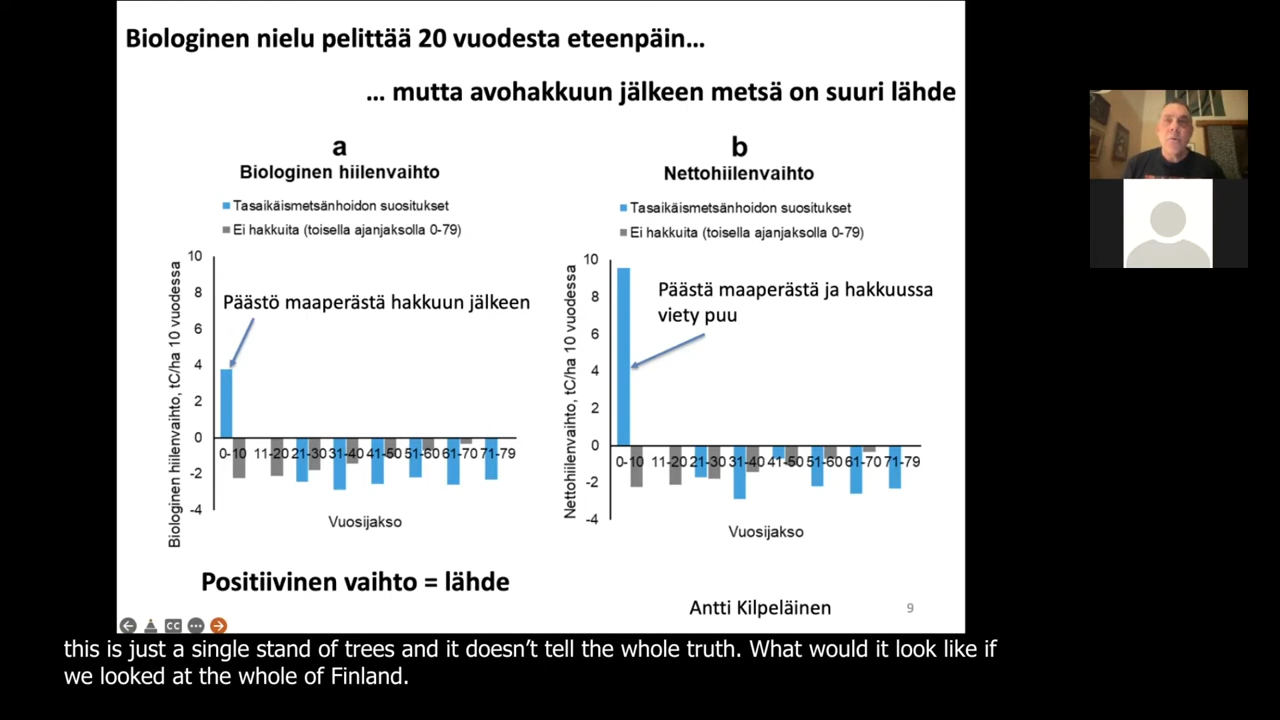 Biologinen nielu pelittää 20 vuodesta eteenpäin…
… mutta avohakkuun jälkeen metsä on suuri lähde
a
Biologinen hiilenvaihto
Tasaikäismetsänhoidon suositukset
Ei hakkuita (toisella ajanjaksolla 0-79)
Biologinen hiilenvaihto, tC/ha 10 vuodessa
10
8
6
4
2
0
-2
-4
Päästö maaperästä hakkuun jälkeen
0-10 11-20 21-30 31-40 41-50 51-60 61-70 71-79
Vuosijakso
b
Nettohiilenvaihto
Tasaikäismetsänhoidon suositukset
Ei hakkuita (toisella ajanjaksolla 0-79)
Nettohiilenvaihto, tC/ha 10 vuodessa
10
8
6
4
2
0
-2
-4
Päästä maaperästä ja hakkuussa
viety puu
0-10 11-20 21-30 31-40 41-50 51-60 61-70 71-79
Vuosijakso
Positiivinen vaihto = lähde
Antti Kilpeläinen
9
CC
this is just a single stand of trees and it doesn’t tell the whole truth. What would it look like if
we looked at the whole of Finland.